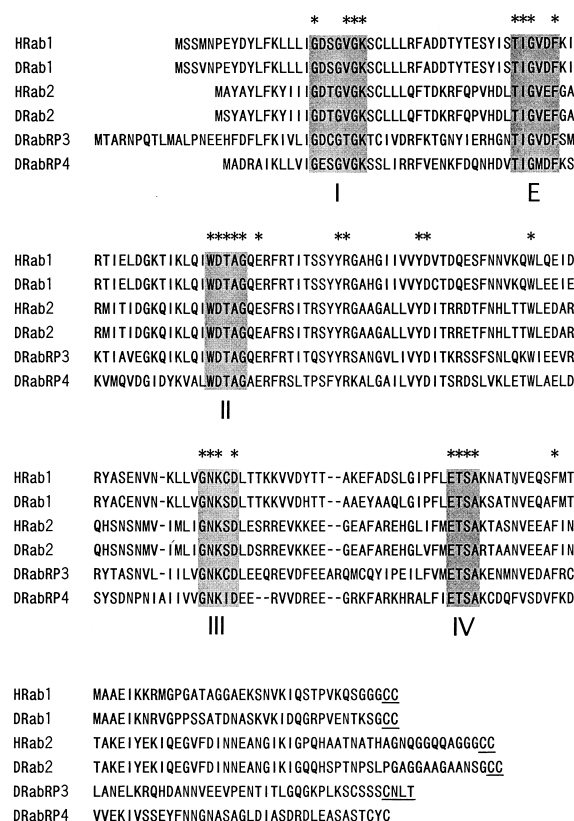 * *** *** *
HRab1 MSSMNPEYDYLFKLLLIGDSGVGKSCLLLRFADDTYTESYISTIGVDFKI
DRab1 MSSVNPEYDYLFKLLLIGDSGVGKSCLLLRFADDTYTESYISTIGVDFKI
HRab2 MAYAYLFKYIIIGDTGVGKSCLLLQFTDKRFQPVHDLTIGVEFGA
DRab2 MSYAYLFKYIIIGDTGVGKSCLLLQFTDKRFQPVHDLTIGVEFGA
DRabRP3 MTARNPQTLMALPNEEHFDFLFKIVLIGDCGTGKTCIVDRFKTGNYIERHGNTIGVDFSM
DRabRP4 MADRAIKLLVIGESGVGKSSLIRRFVENKFDQNHDVTIGMDFKS
I E
***** * ** ** *
HRab1 RTIELDGKTIKLQIWDTAGQERFRTITSSYYRGAHGIIVVYDVTDQESFNNVKQWLQEID
DRab1 RTIELDGKTIKLQIWDTAGQERFRTITSSYYRGAHGIIVVYDCTDQESFNNVKQWLEEIE
HRab2 RMITIDGKQIKLQIWDTAGQESFRSITRSYYRGAAGALLVYDITRRDTFNHLTTWLEDAR
DRab2 RMITIDGKQIKLQIWDTAGQEAFRSITRSYYRGAAGALLVYDITRRETFNHLTTWLEDAR
DRabRP3 KTIAVEGKQIKLQIWDTAGQERFRTITQSYYRSANGVLIVYDITKRSSFSNLQKWIEEVR
DRabRP4 KVMQVDGIDYKVALWDTAGAERFRSLTPSFYRKALGAILVYDITSRDSLVKLETWLAELD
II
*** * **** *
HRab1 RYASENVN-KLLVGNKCDLTTKKVVDYTT--AKEFADSLGIPFLETSAKNATNVEQSFMT
DRab1 RYACENVN-KLLVGNKCDLTTKKVVDYTT--AAEYAAQLGIPFLETSAKSATNVEQAFMT
HRab2 QHSNSNMV-IMLIGNKSDLESRREVKKEE--GEAFAREHGLIFMETSAKTASNVEEAFIN
DRab2 QHSNSNMV-IMLIGNKSDLDSRREVKKEE--GEAFAREHGLVFMETSARTAANVEEAFIN
DRabRP3 RYTASNVL-IILVGNKCDLEEQREVDFEEARQMCQYIPEILFVMETSAKENMNVEDAFRC
DRabRP4 SYSDNPNIAIIVVGNKIDEE--RVVDREE--GRKFARKHRALFIETSAKCDQFVSDVFKD
III IV
HRab1 MAAEIKKRMGPGATAGGAEKSNVKIQSTPVKQSGGGCC
DRab1 MAAEIKNRVGPPSSATDNASKVKIDQGRPVENTKSGCC
HRab2 TAKEIYEKIQEGVFDINNEANGIKIGPQHAATNATHAGNQGGQQAGGGCC
DRab2 TAKEIYEKIQEGVFDINNEANGIKIGQQHSPTNPSLPGAGGAAGAANSGCC
DRabRP3 LANELKRQHDANNVEEVPENTITLGQGKPLKSCSSSCNLT
DRabRP4 VVEKIVSSEYFNNGNASAGLDIASDRDLEASASTCYC